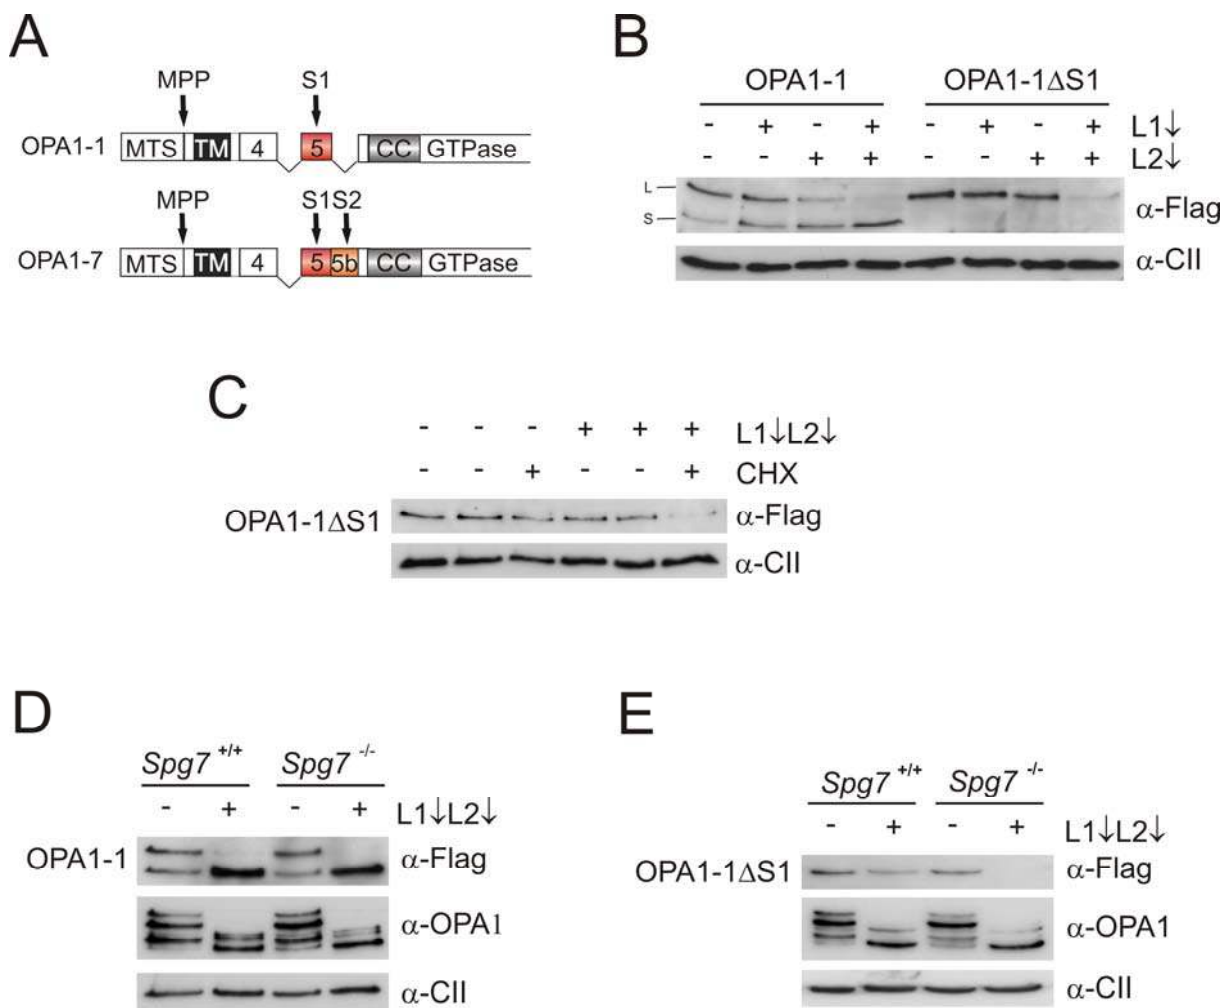 A
MPP S1
OPA1-1 MTS TM 4 5 CC GTPase
MPP S1 S2
OPA1-7 MTS TM 4 5 5b CC GTPase
B
OPA1-1 OPA1-1ΔS1
- + - + - + - + L1↓
- - + + - - + + L2↓
L
S
α-Flag
α-CII
C
- - - + + + L1↓L2↓
- - + - - + CHX
OPA1-1ΔS1 α-Flag
α-CII
D
Spg7 +/+ Spg7 -/-
- + - + L1↓L2↓
OPA1-1 α-Flag
α-OPA1
α-CII
E
Spg7 +/+ Spg7 -/-
- + - + L1↓L2↓
OPA1-1ΔS1 α-Flag
α-OPA1
α-CII